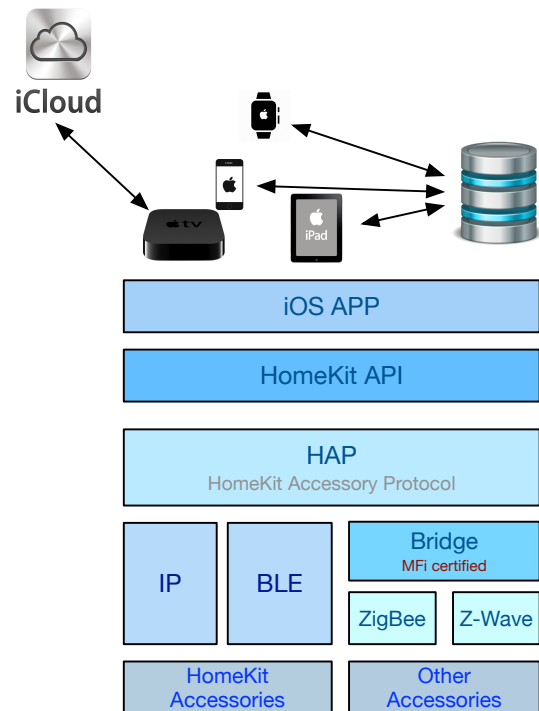 iCloud
tv
iPad
iOS APP
HomeKit API
HAP
HomeKit Accessory Protocol
IP
BLE
Bridge
MFi certified
ZigBee
Z-Wave
HomeKit
Accessories
Other
Accessories